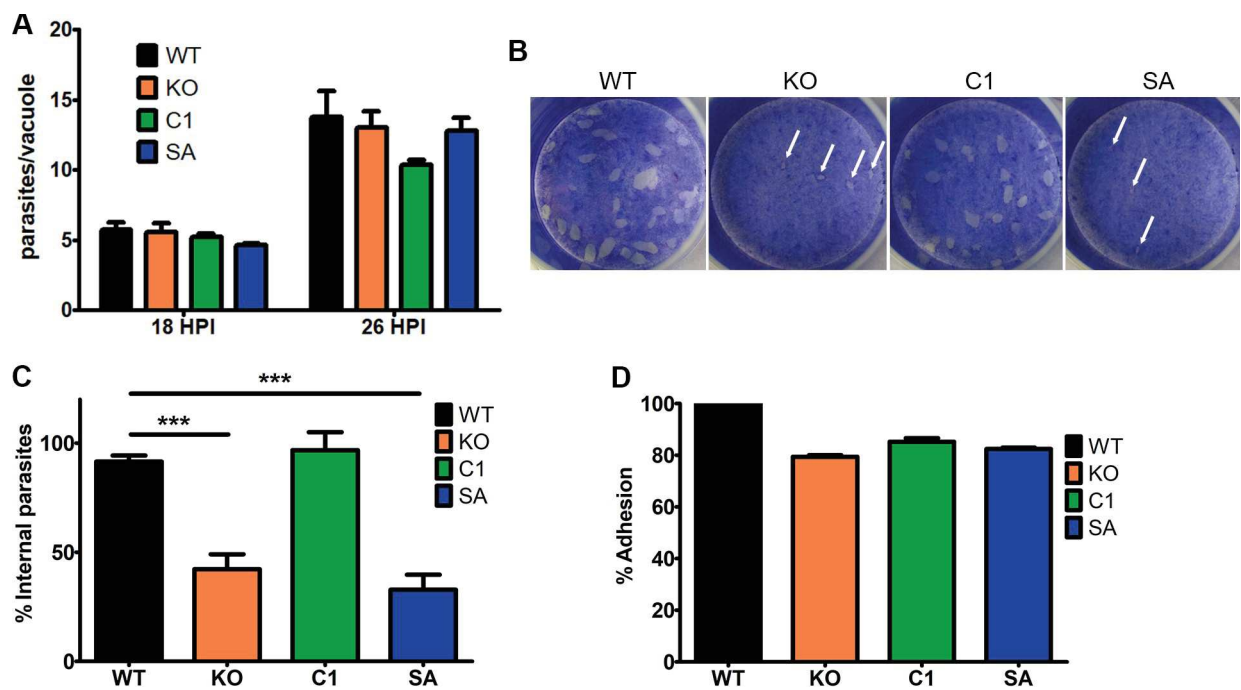 A
20
15
10
5
0
parasites/vacuole
WT
KO
C1
SA
18 HPI
26 HPI
B
WT
KO
C1
SA
C
***
***
% Internal parasites
100
50
0
WT
KO
C1
SA
WT
KO
C1
SA
D
% Adhesion
100
80
60
40
20
0
WT
KO
C1
SA
WT
KO
C1
SA